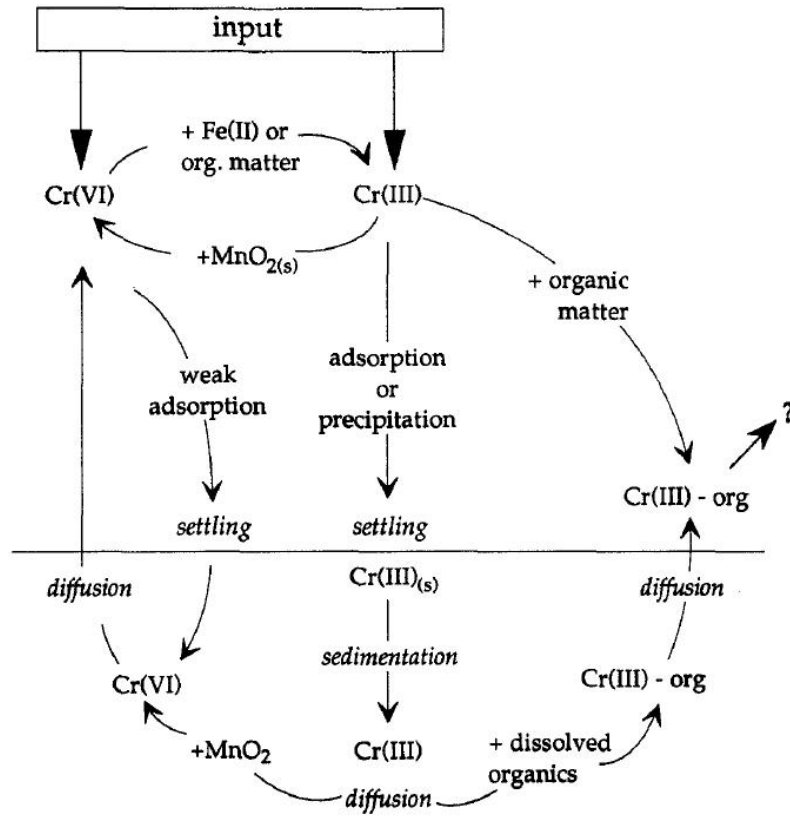 input
+ Fe(II) or
org. matter
Cr(VI)
Cr(III)
+MnO₂₍s₎
+ organic
matter
weak
adsorption
adsorption
or
precipitation
?
Cr(III) - org
settling
settling
diffusion
Cr(III)₍s₎
diffusion
sedimentation
Cr(VI)
Cr(III) - org
+MnO₂
Cr(III)
+ dissolved
organics
diffusion